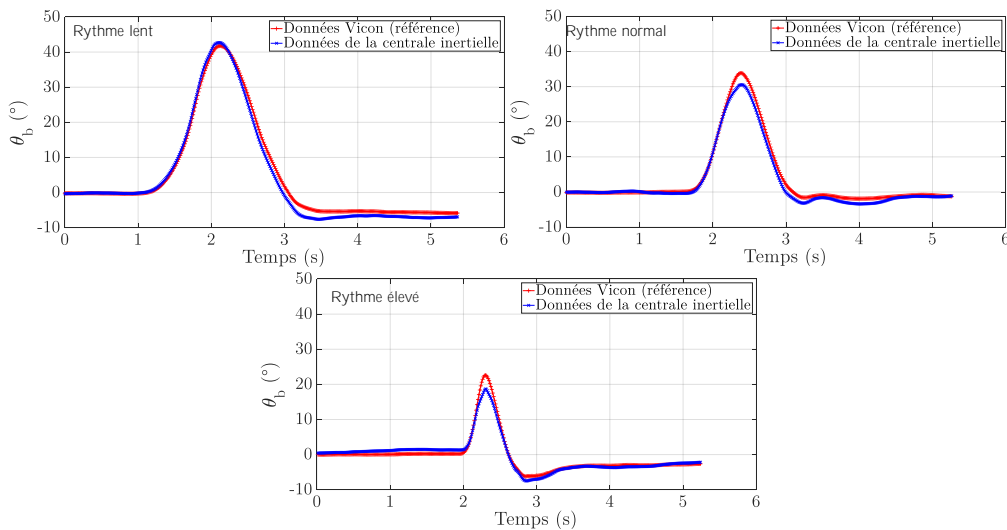 Rythme lent
Données Vicon (référence)
Données de la centrale inertielle
50
40
30
20
10
0
-10
θb (°)
0 1 2 3 4 5 6
Temps (s)
Rythme normal
Données Vicon (référence)
Données de la centrale inertielle
50
40
30
20
10
0
-10
θb (°)
0 1 2 3 4 5 6
Temps (s)
Rythme élevé
Données Vicon (référence)
Données de la centrale inertielle
50
40
30
20
10
0
-10
θb (°)
0 1 2 3 4 5 6
Temps (s)